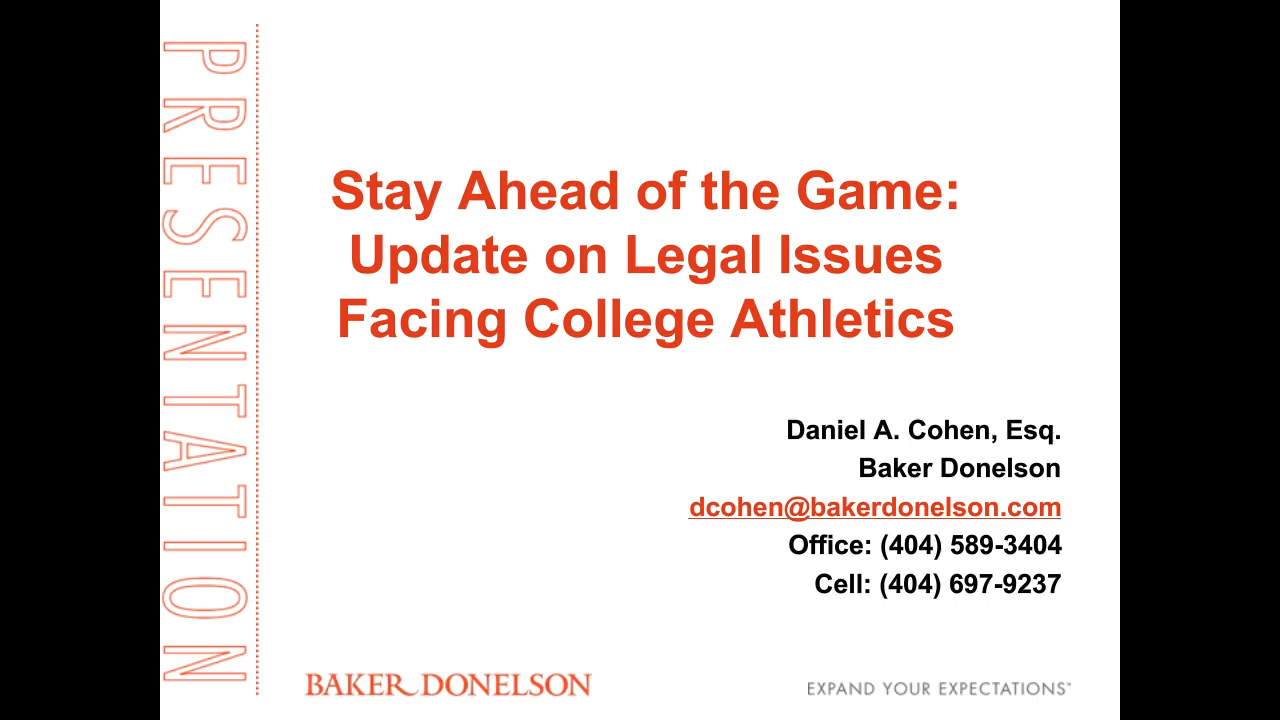 PRESENTATION
Stay Ahead of the Game:
Update on Legal Issues
Facing College Athletics
Daniel A. Cohen, Esq.
Baker Donelson
dcohen@bakerdonelson.com
Office: (404) 589-3404
Cell: (404) 697-9237
BAKER DONELSON
EXPAND YOUR EXPECTATIONS™